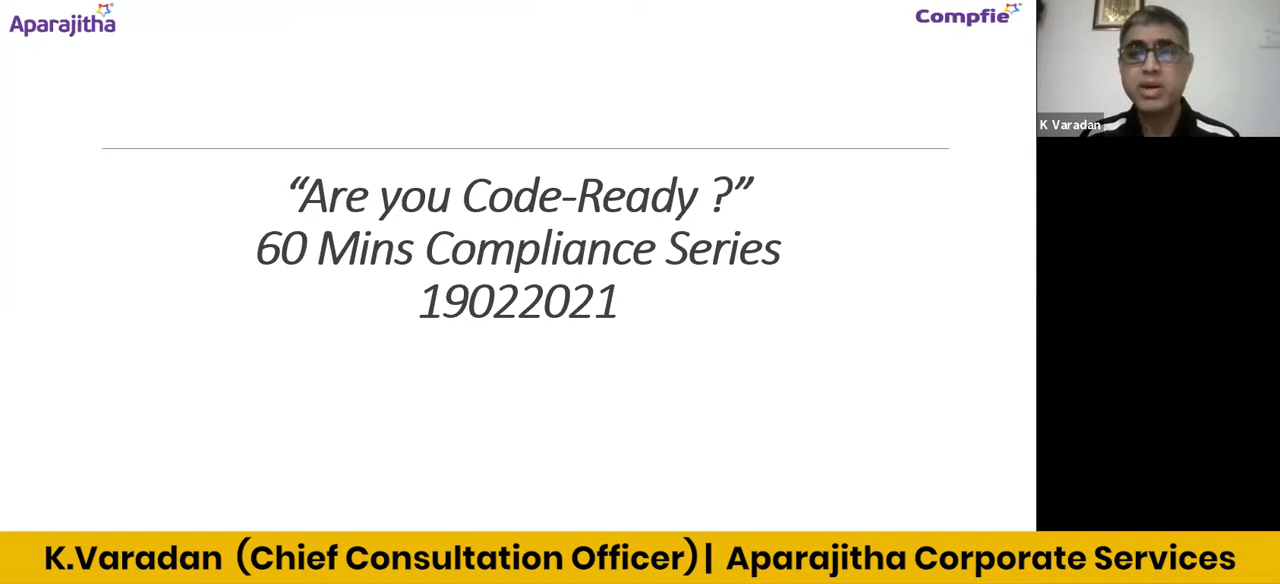 Aparajitha
Compfie
K Varadan
“Are you Code-Ready ?”
60 Mins Compliance Series
19022021
K.Varadan (Chief Consultation Officer) | Aparajitha Corporate Services